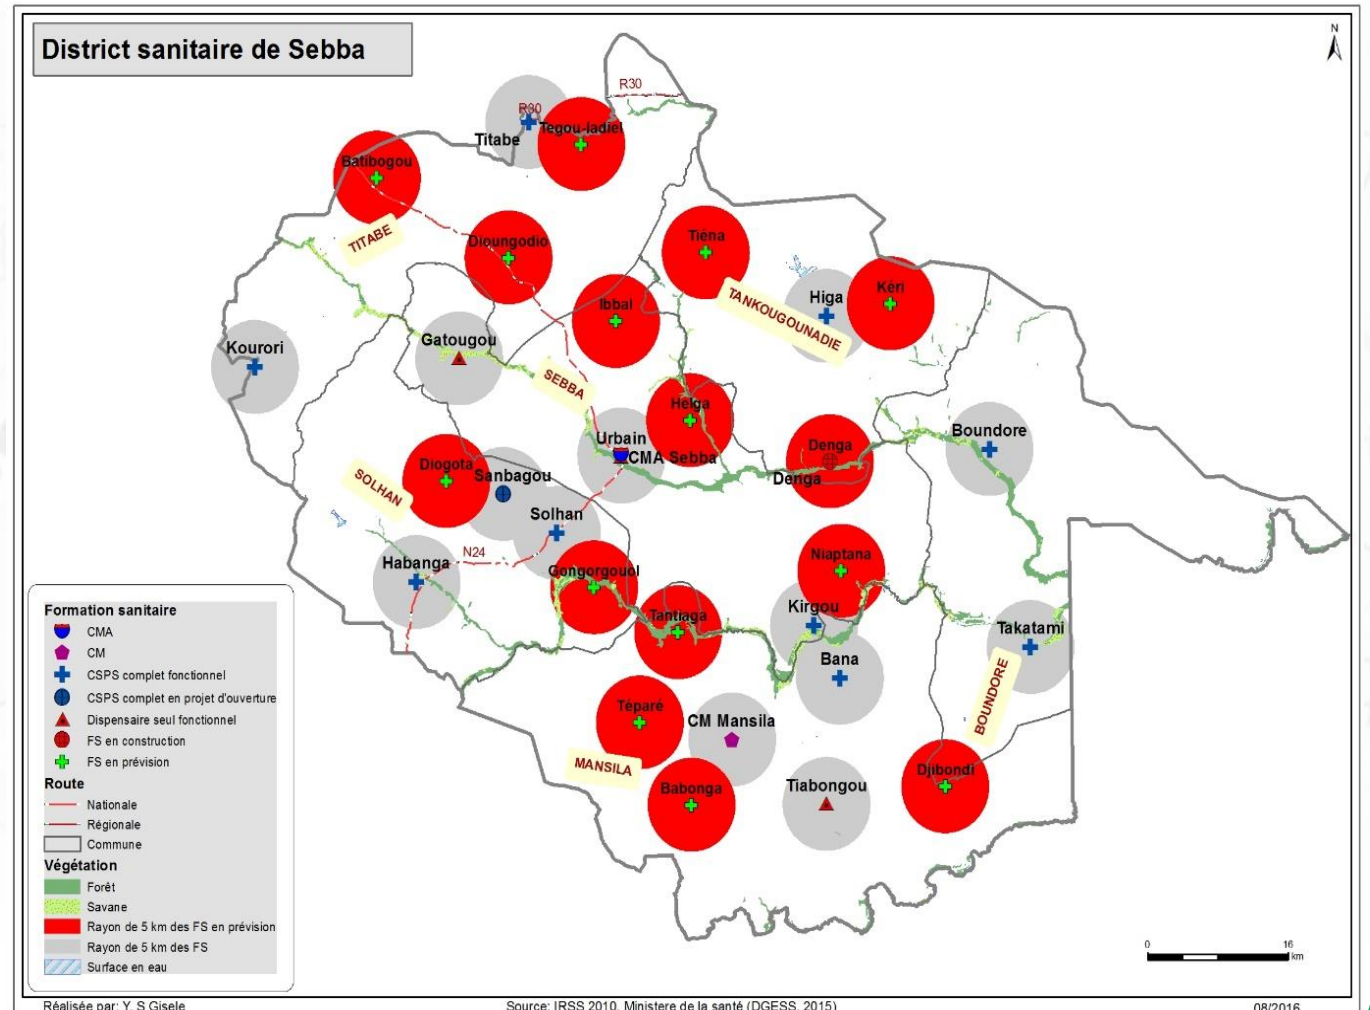 District sanitaire de Sebba
N
R30
R30
Titabe
Tegou-iadiel
Batibogou
TITABE
Dioungodio
Tiéna
TANKOUGOUNADIE
Higa
Kéri
Ibbal
Gatougou
Kourori
SEBBA
Helga
Urbain
CMA Sebba
Denga
Denga
Boundore
Diogota
Sanbagou
SOLHAN
Solhan
N24
Habanga
Gongorgouol
Niaptana
Tantiaga
Kirgou
Takatami
Bana
BOUNDORE
Téparé
CM Mansila
MANSILA
Babonga
Tiabongou
Djibondi
Formation sanitaire
CMA
CM
CSPS complet fonctionnel
CSPS complet en projet d'ouverture
Dispensaire seul fonctionnel
FS en construction
FS en prévision
Route
Nationale
Régionale
Commune
Végétation
Forêt
Savane
Rayon de 5 km des FS en prévision
Rayon de 5 km des FS
Surface en eau
0 16
km
Réalisée par: Y. S Gisele
Source: IRSS 2010, Ministere de la santé (DGESS, 2015)
08/2016